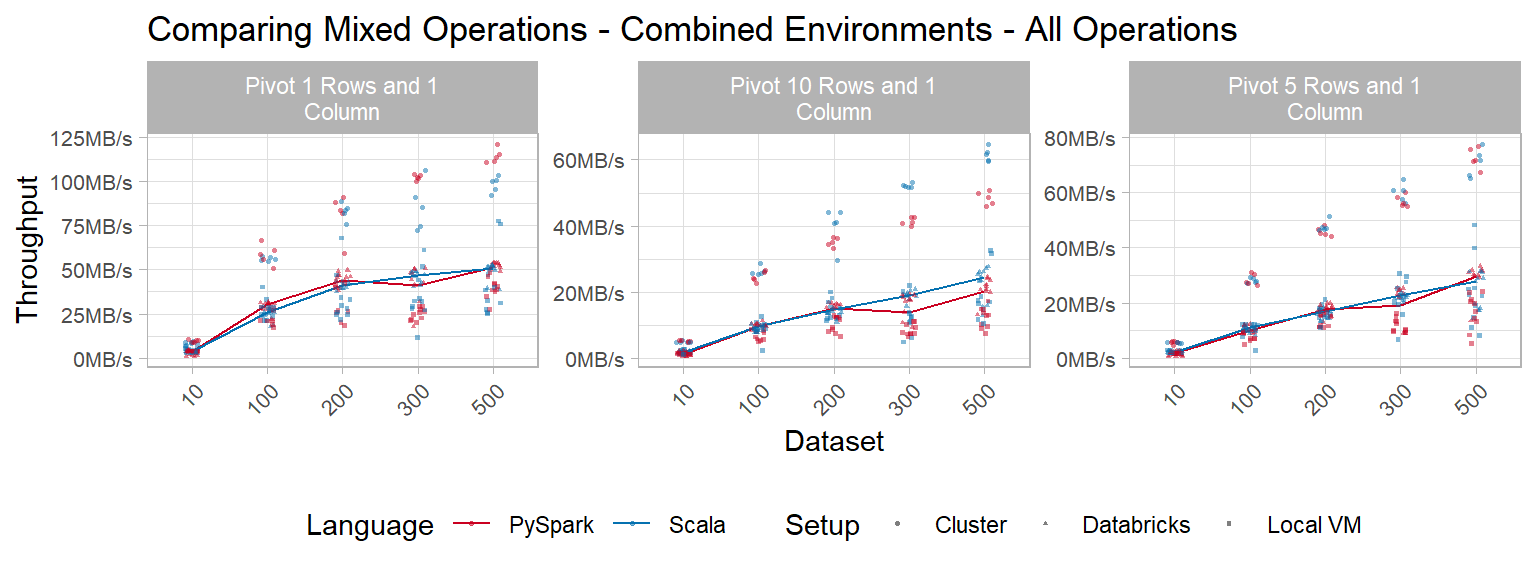 Comparing Mixed Operations - Combined Environments - All Operations
Pivot 1 Rows and 1
Column
Pivot 10 Rows and 1
Column
Pivot 5 Rows and 1
Column
Throughput
125MB/s
100MB/s
75MB/s
50MB/s
25MB/s
0MB/s
60MB/s
40MB/s
20MB/s
0MB/s
80MB/s
60MB/s
40MB/s
20MB/s
0MB/s
10 100 200 300 500
10 100 200 300 500
10 100 200 300 500
Dataset
Language PySpark Scala Setup Cluster Databricks Local VM